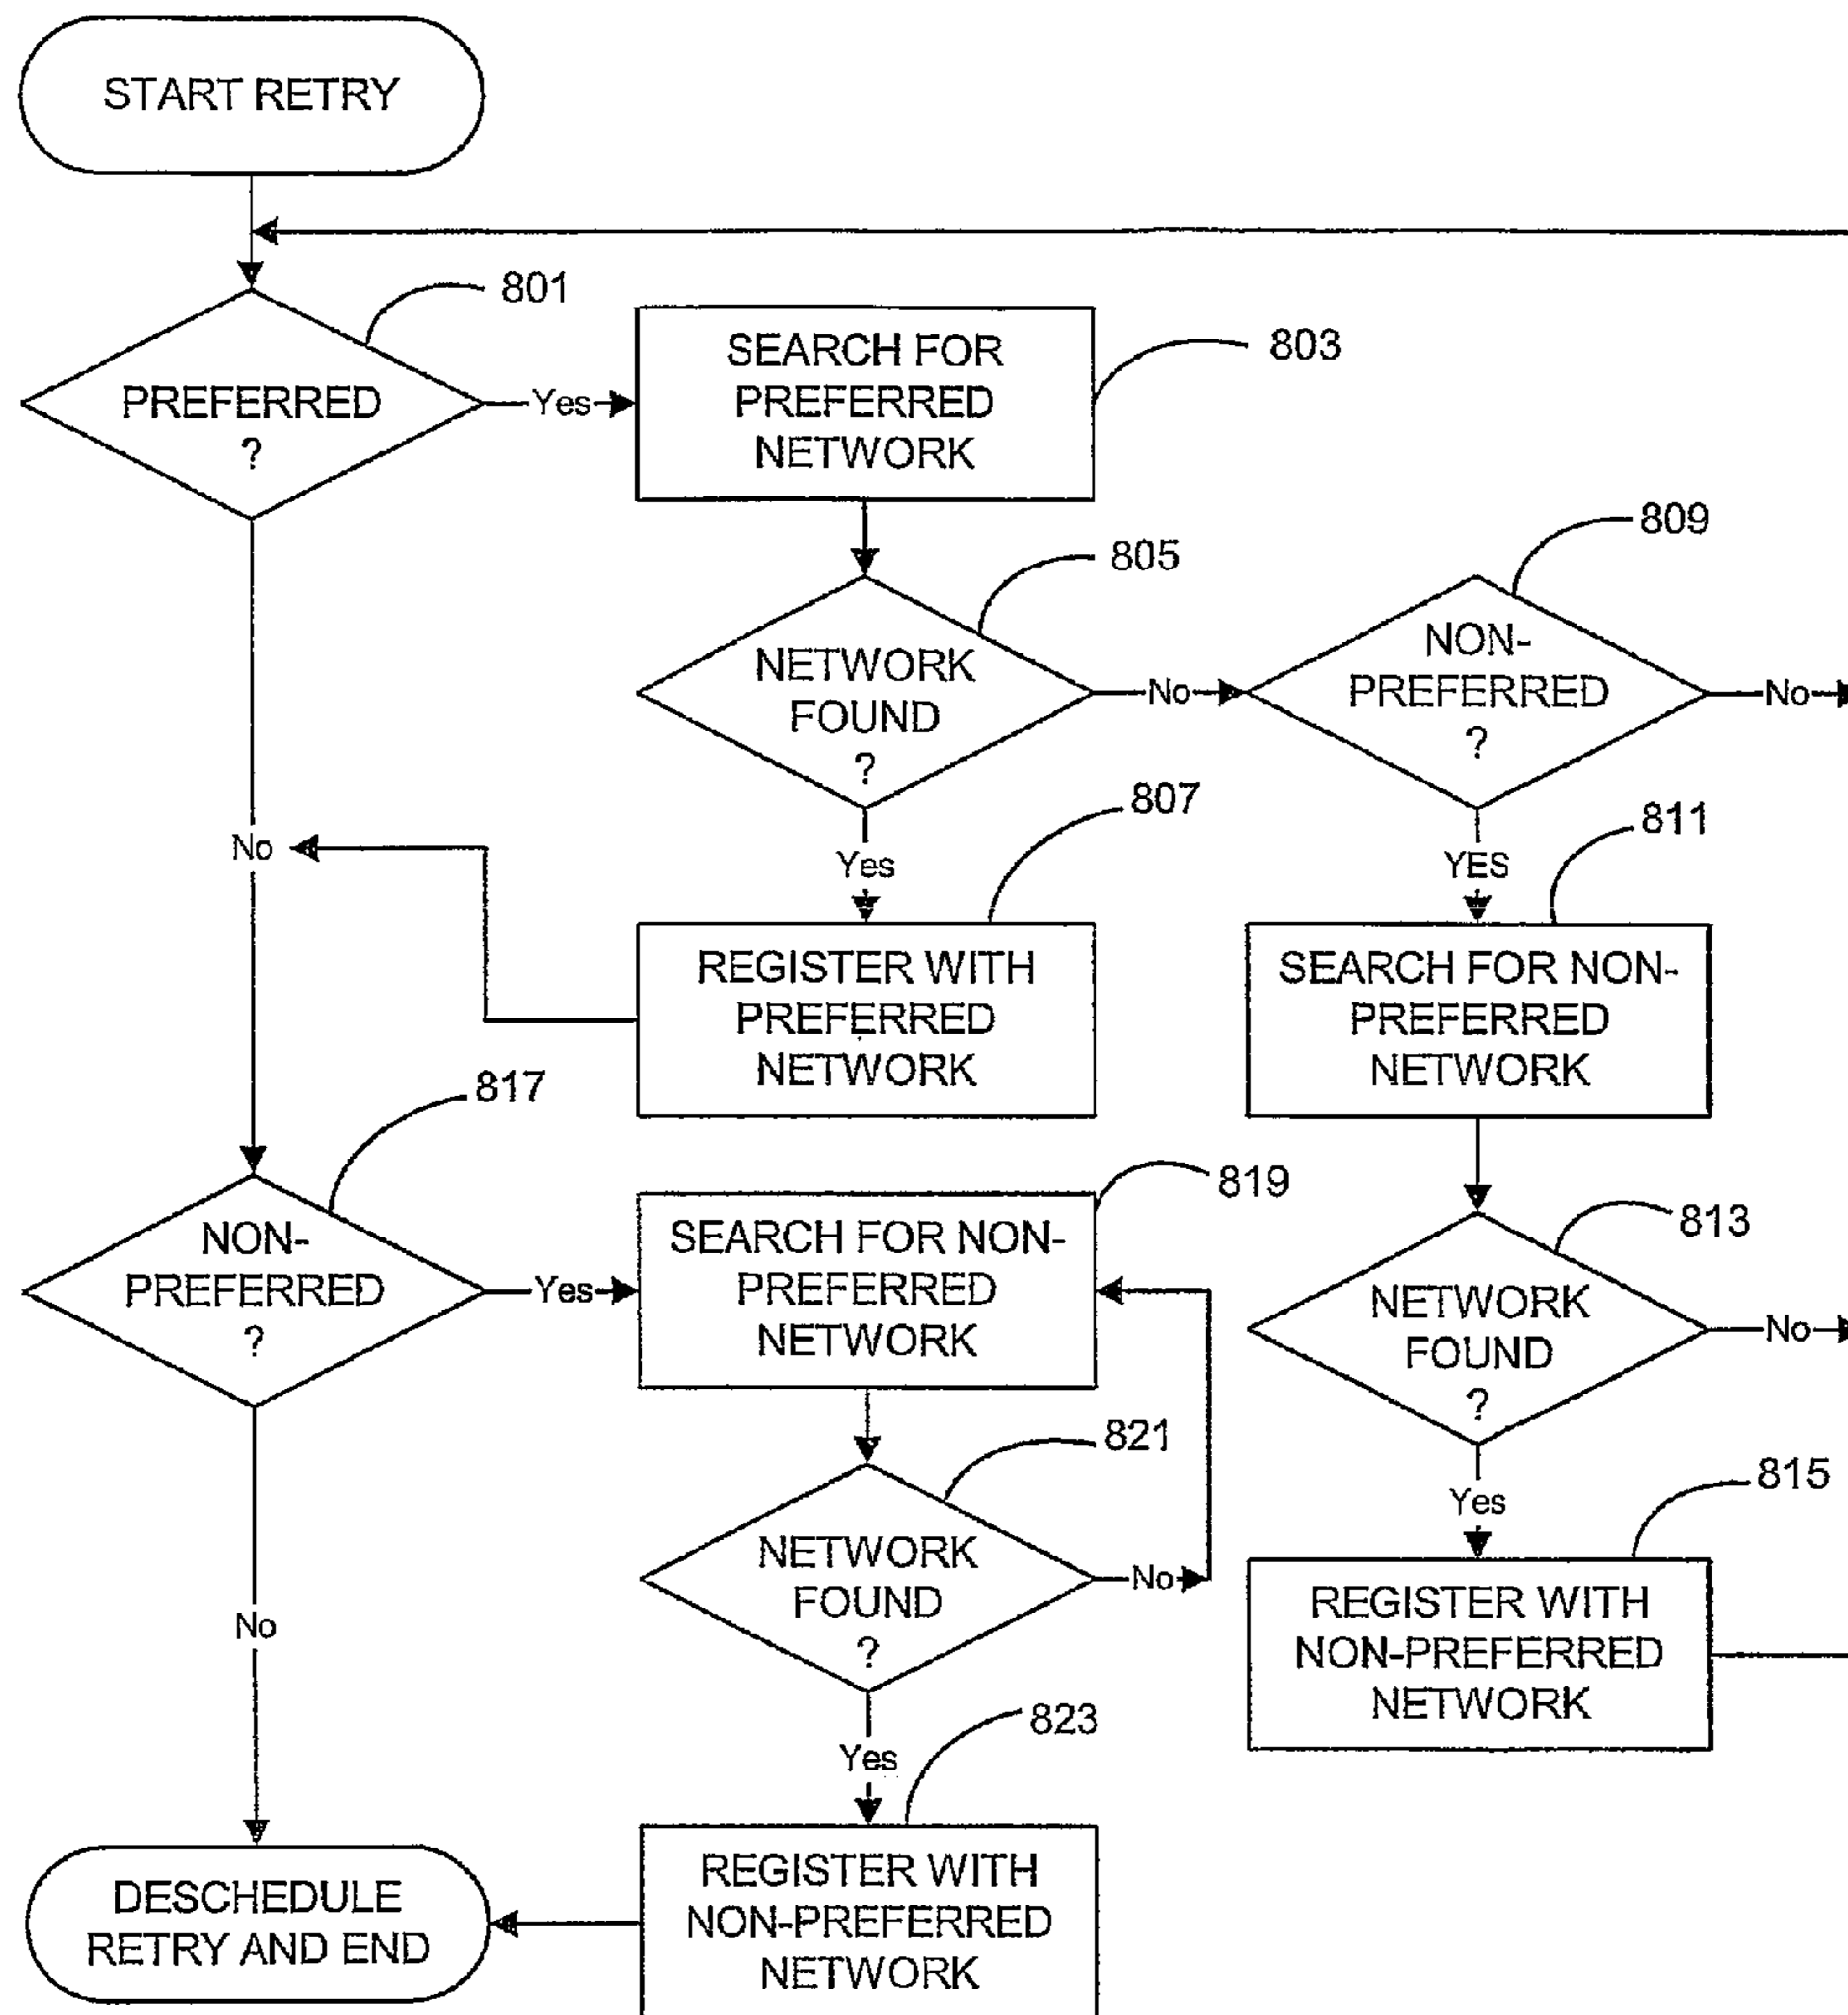 START RETRY
801
PREFERRED
?
Yes
SEARCH FOR
PREFERRED
NETWORK
803
805
NETWORK
FOUND
?
No
809
NON-
PREFERRED
?
No
No
Yes
807
REGISTER WITH
PREFERRED
NETWORK
YES
811
SEARCH FOR NON-
PREFERRED
NETWORK
817
NON-
PREFERRED
?
Yes
819
SEARCH FOR NON-
PREFERRED
NETWORK
813
NETWORK
FOUND
?
No
821
NETWORK
FOUND
?
No
Yes
815
REGISTER WITH
NON-PREFERRED
NETWORK
No
Yes
823
REGISTER WITH
NON-PREFERRED
NETWORK
DESCHEDULE
RETRY AND END